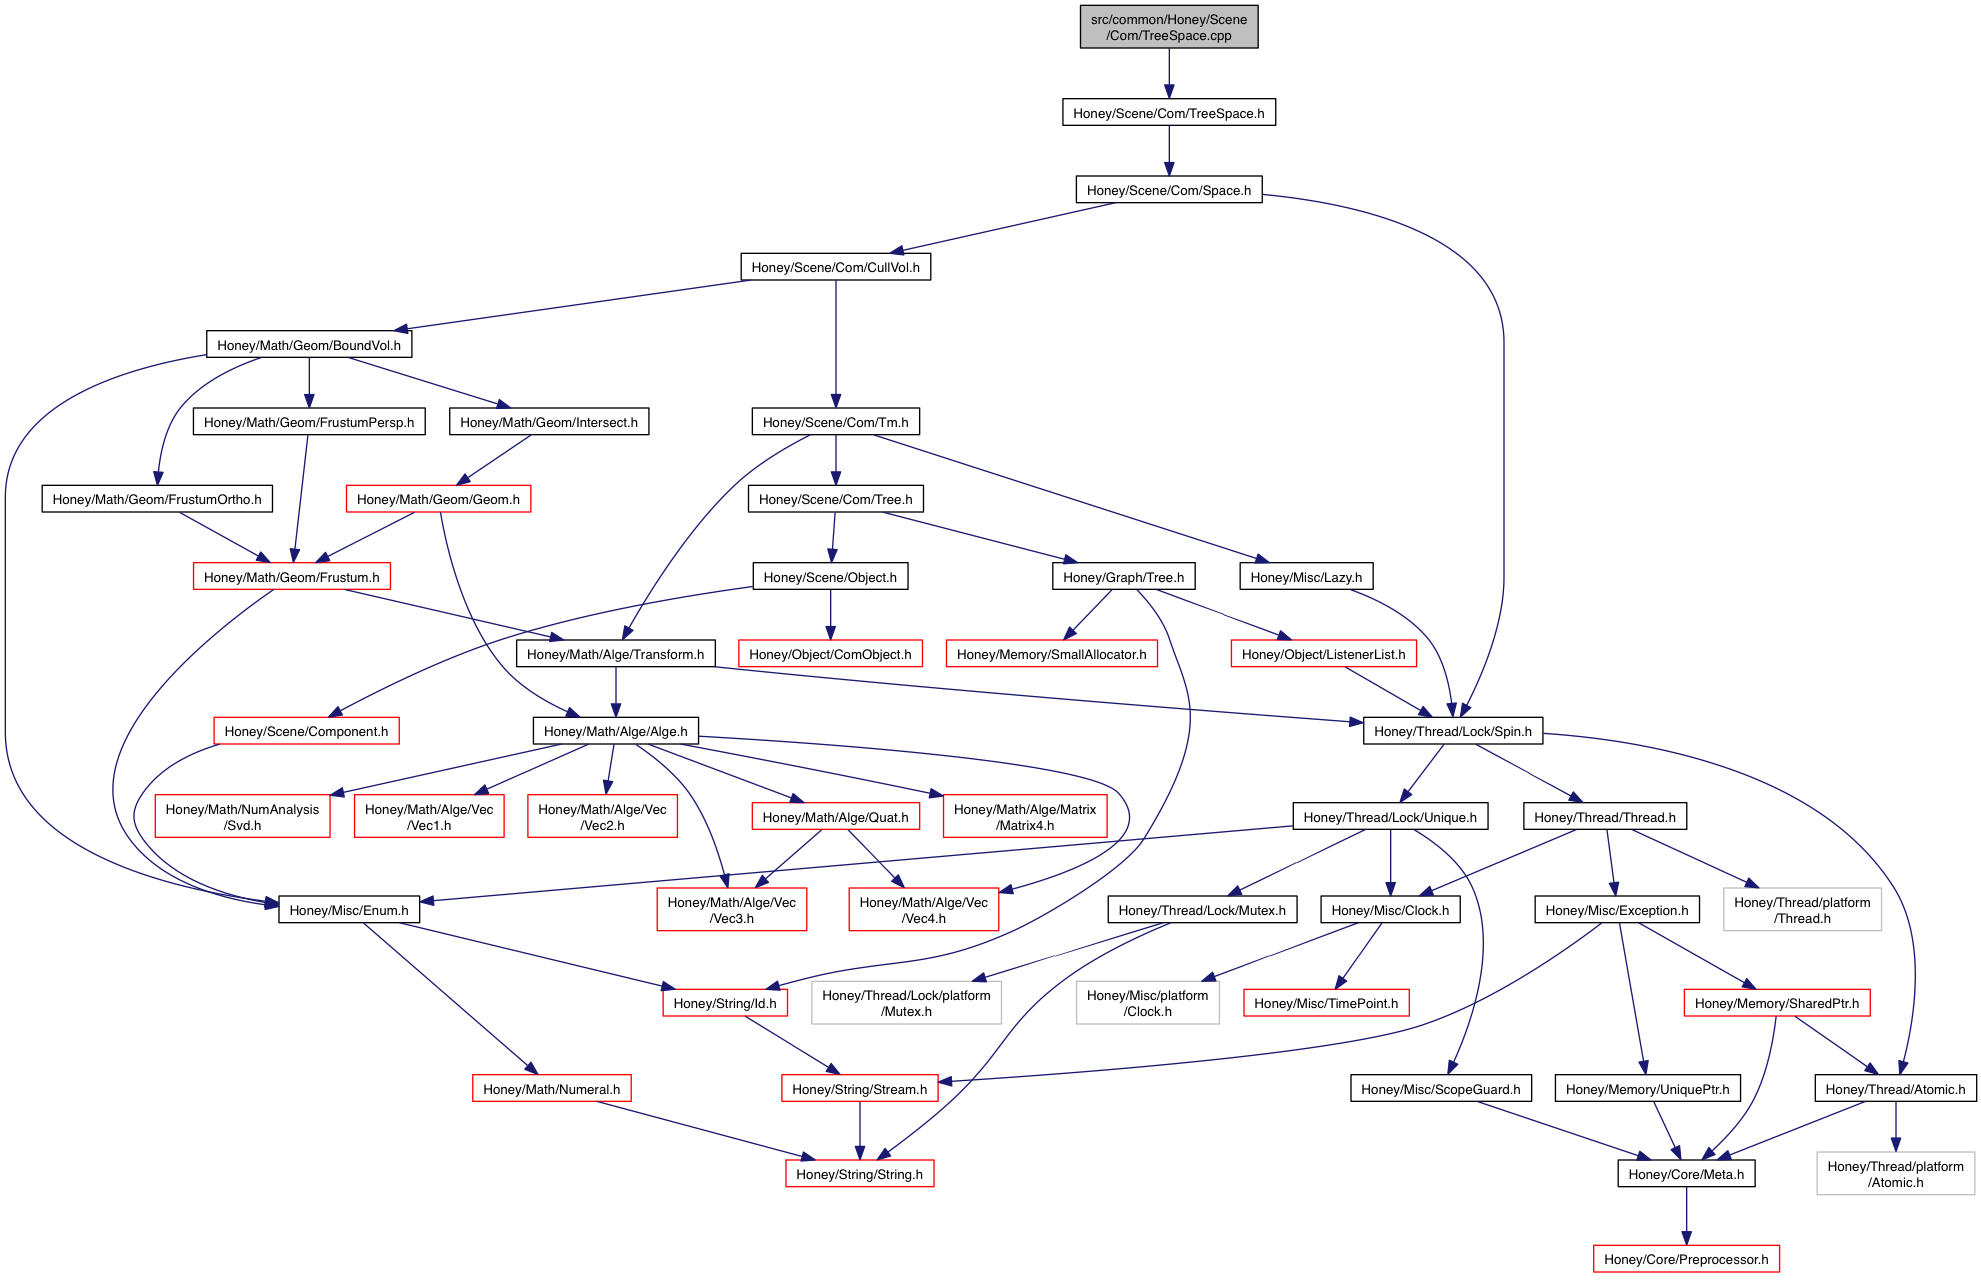 src/common/Honey/Scene
/Com/TreeSpace.cpp
Honey/Scene/Com/TreeSpace.h
Honey/Scene/Com/Space.h
Honey/Scene/Com/CullVol.h
Honey/Math/Geom/BoundVol.h
Honey/Math/Geom/FrustumPersp.h
Honey/Math/Geom/Intersect.h
Honey/Scene/Com/Tm.h
Honey/Math/Geom/FrustumOrtho.h
Honey/Math/Geom/Geom.h
Honey/Scene/Com/Tree.h
Honey/Math/Geom/Frustum.h
Honey/Scene/Object.h
Honey/Graph/Tree.h
Honey/Misc/Lazy.h
Honey/Math/Alge/Transform.h
Honey/Object/ComObject.h
Honey/Memory/SmallAllocator.h
Honey/Object/ListenerList.h
Honey/Scene/Component.h
Honey/Math/Alge/Alge.h
Honey/Thread/Lock/Spin.h
Honey/Math/NumAnalysis
/Svd.h
Honey/Math/Alge/Vec
/Vec1.h
Honey/Math/Alge/Vec
/Vec2.h
Honey/Math/Alge/Quat.h
Honey/Math/Alge/Matrix
/Matrix4.h
Honey/Thread/Lock/Unique.h
Honey/Thread/Thread.h
Honey/Misc/Enum.h
Honey/Math/Alge/Vec
/Vec3.h
Honey/Math/Alge/Vec
/Vec4.h
Honey/Thread/Lock/Mutex.h
Honey/Misc/Clock.h
Honey/Misc/Exception.h
Honey/Thread/platform
/Thread.h
Honey/String/Id.h
Honey/Thread/Lock/platform
/Mutex.h
Honey/Misc/platform
/Clock.h
Honey/Misc/TimePoint.h
Honey/Memory/SharedPtr.h
Honey/Math/Numeral.h
Honey/String/Stream.h
Honey/Misc/ScopeGuard.h
Honey/Memory/UniquePtr.h
Honey/Thread/Atomic.h
Honey/String/String.h
Honey/Core/Meta.h
Honey/Thread/platform
/Atomic.h
Honey/Core/Preprocessor.h